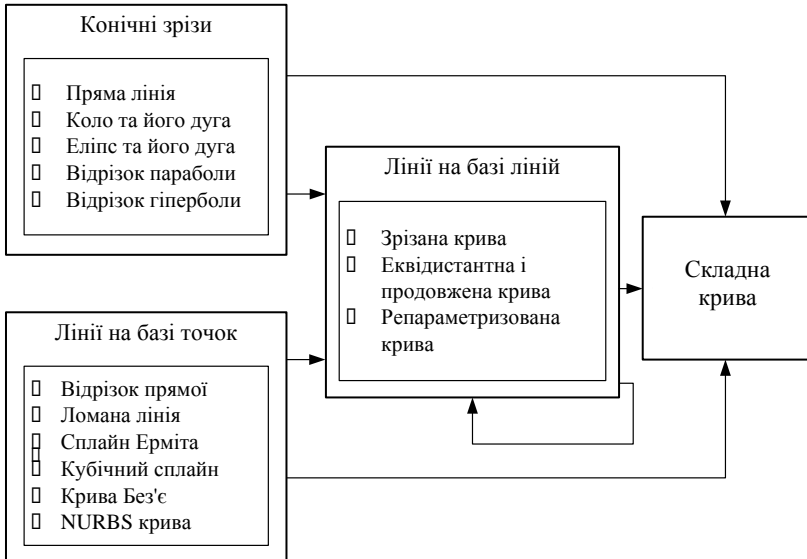 Конічні зрізи
Пряма лінія
Коло та його дуга
Еліпс та його дуга
Відрізок параболи
Відрізок гіперболи
Лінії на базі точок
Відрізок прямої
Ломана лінія
Сплайн Ерміта
Кубічний сплайн
Крива Без'є
NURBS крива
Лінії на базі ліній
Зрізана крива
Еквідистантна і
продовжена крива
Репараметризована
крива
Складна
крива